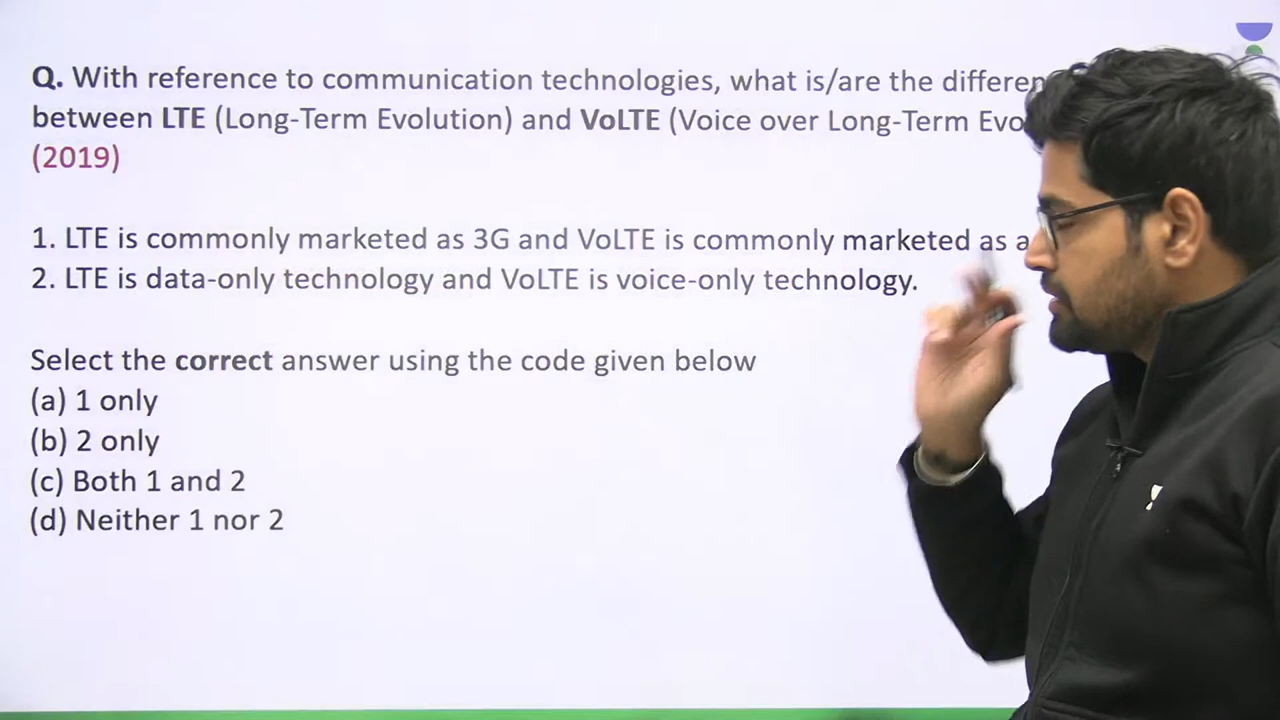 Q. With reference to communication technologies, what is/are the
between LTE (Long-Term Evolution) and VoLTE (Voice over Long-Term
(2019)
1. LTE is commonly marketed as 3G and VoLTE is commonly marketed as a
2. LTE is data-only technology and VoLTE is voice-only technology.
Select the correct answer using the code given below
(a) 1 only
(b) 2 only
(c) Both 1 and 2
(d) Neither 1 nor 2